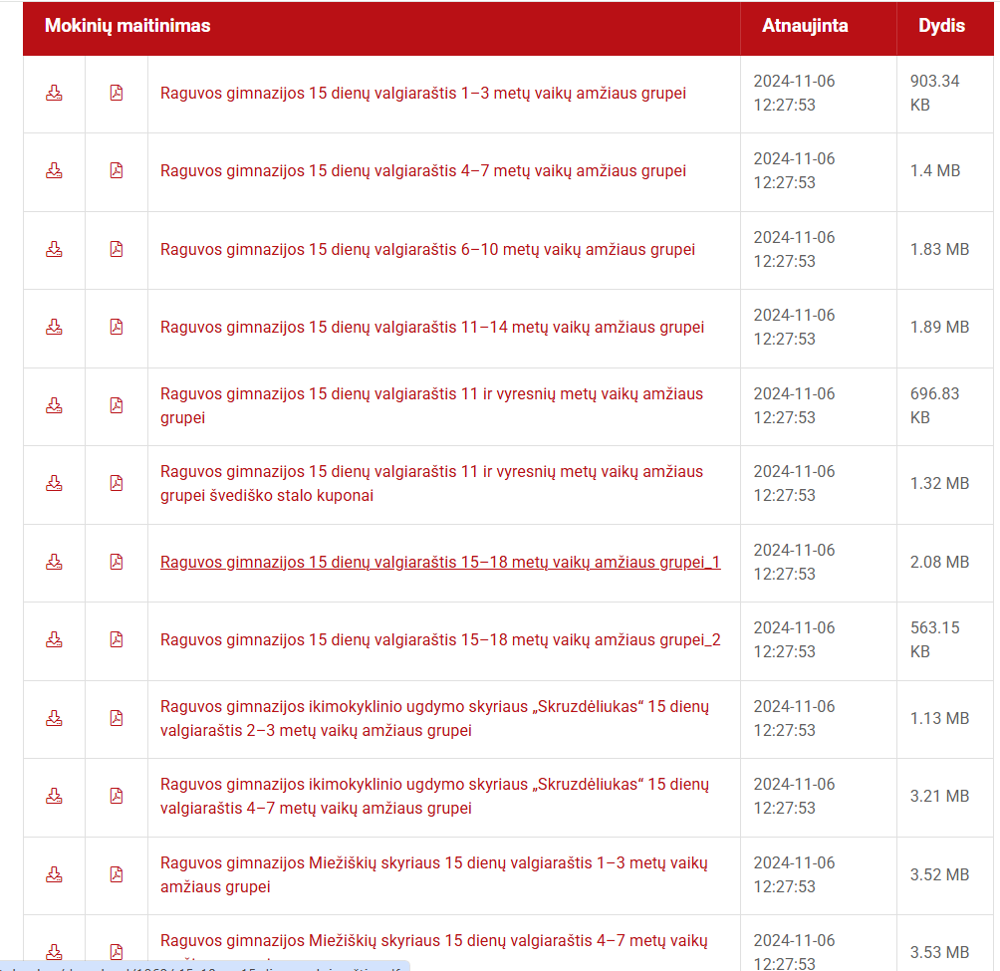 Mokinių maitinimas Atnaujinta Dydis
Raguvos gimnazijos 15 dienų valgiaraštis 1–3 metų vaikų amžiaus grupei
2024-11-06
12:27:53
903.34
KB
Raguvos gimnazijos 15 dienų valgiaraštis 4–7 metų vaikų amžiaus grupei
2024-11-06
12:27:53
1.4 MB
Raguvos gimnazijos 15 dienų valgiaraštis 6–10 metų vaikų amžiaus grupei
2024-11-06
12:27:53
1.83 MB
Raguvos gimnazijos 15 dienų valgiaraštis 11–14 metų vaikų amžiaus grupei
2024-11-06
12:27:53
1.89 MB
Raguvos gimnazijos 15 dienų valgiaraštis 11 ir vyresnių metų vaikų amžiaus
grupei
2024-11-06
12:27:53
696.83
KB
Raguvos gimnazijos 15 dienų valgiaraštis 11 ir vyresnių metų vaikų amžiaus
grupei švediško stalo kuponai
2024-11-06
12:27:53
1.32 MB
Raguvos gimnazijos 15 dienų valgiaraštis 15–18 metų vaikų amžiaus grupei_1
2024-11-06
12:27:53
2.08 MB
Raguvos gimnazijos 15 dienų valgiaraštis 15–18 metų vaikų amžiaus grupei_2
2024-11-06
12:27:53
563.15
KB
Raguvos gimnazijos ikimokyklinio ugdymo skyriaus „Skruzdėliukas“ 15 dienų
valgiaraštis 2–3 metų vaikų amžiaus grupei
2024-11-06
12:27:53
1.13 MB
Raguvos gimnazijos ikimokyklinio ugdymo skyriaus „Skruzdėliukas“ 15 dienų
valgiaraštis 4–7 metų vaikų amžiaus grupei
2024-11-06
12:27:53
3.21 MB
Raguvos gimnazijos Miežiškių skyriaus 15 dienų valgiaraštis 1–3 metų vaikų
amžiaus grupei
2024-11-06
12:27:53
3.52 MB
Raguvos gimnazijos Miežiškių skyriaus 15 dienų valgiaraštis 4–7 metų vaikų
2024-11-06
12:27:53
3.53 MB